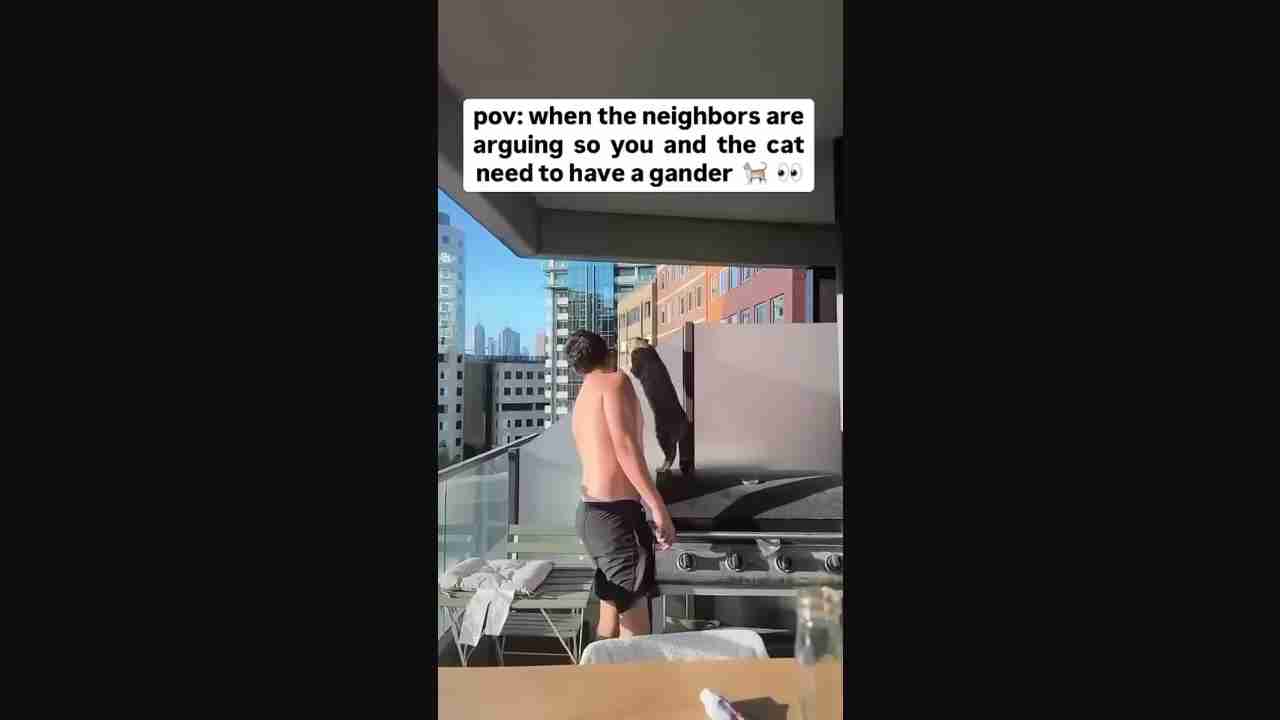 pov: when the neighbors are
arguing so you and the cat
need to have a gander 🐈 👀